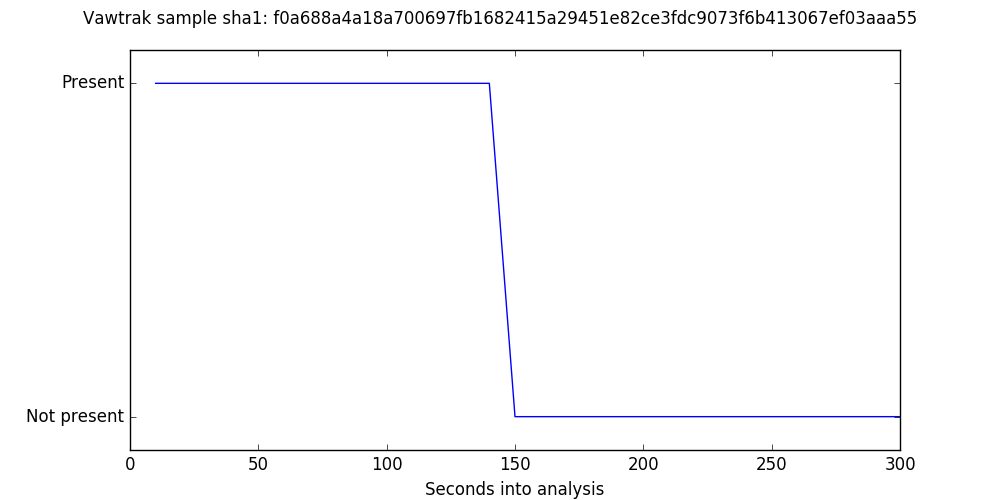 Vawtrak sample sha1: f0a688a4a18a700697fb1682415a29451e82ce3fdc9073f6b413067ef03aaa55
Present
Not present
0 50 100 150 200 250 300
Seconds into analysis